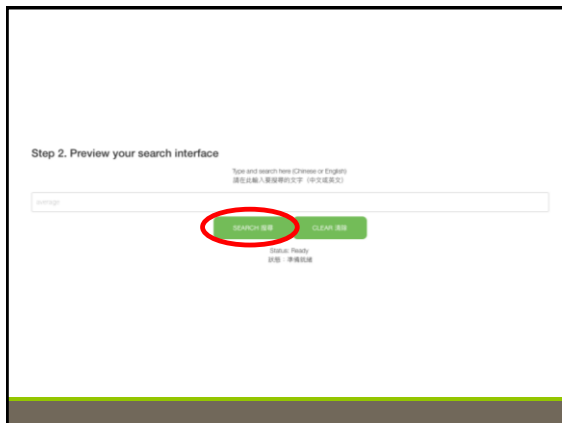 Step 2. Preview your search interface
Type and search here (Chinese or English)
請在此輸入要搜尋的文字（中文或英文）
average
SEARCH 搜尋
CLEAR 清除
Status: Ready
狀態：準備就緒